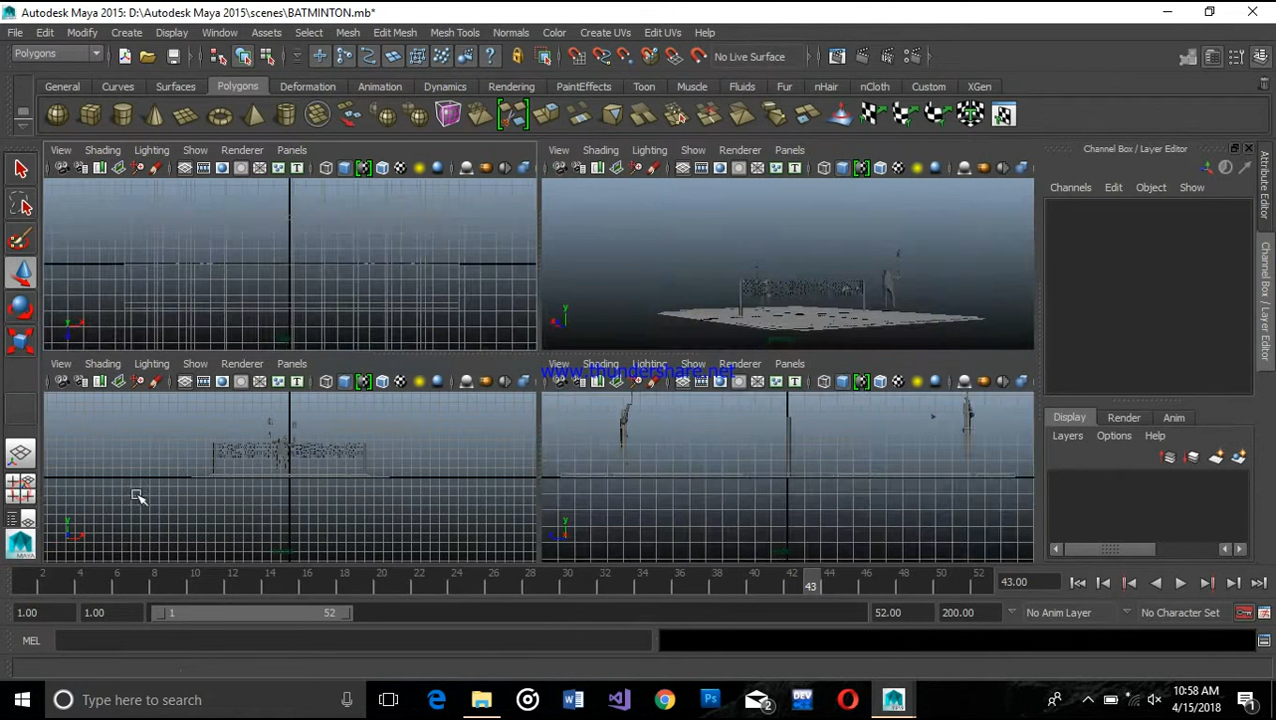 Autodesk Maya 2015: D:\Autodesk Maya 2015\scenes\BATMINTON.mb*
File Edit Modify Create Display Window Assets Select Mesh Edit Mesh Mesh Tools Normals Color Create UVs Edit UVs Help
Polygons No Live Surface
General Curves Surfaces Polygons Deformation Animation Dynamics Rendering PaintEffects Toon Muscle Fluids Fur nHair nCloth Custom XGen
View Shading Lighting Show Renderer Panels View Shading Lighting Show Renderer Panels
Channel Box / Layer Editor
Channels Edit Object Show
Attribute Editor
Channel Box / Layer Editor
View Shading Lighting Show Renderer Panels View Shading Lighting Show Renderer Panels
www.thundershare.net
Display Render Anim
Layers Options Help
MAYA
2 4 6 8 10 12 14 16 18 20 22 24 26 28 30 32 34 36 38 40 42 43 44 46 48 50 52 43.00
1.00 1.00 1 52 52.00 200.00 No Anim Layer No Character Set
MEL
Type here to search
10:58 AM
4/15/2018